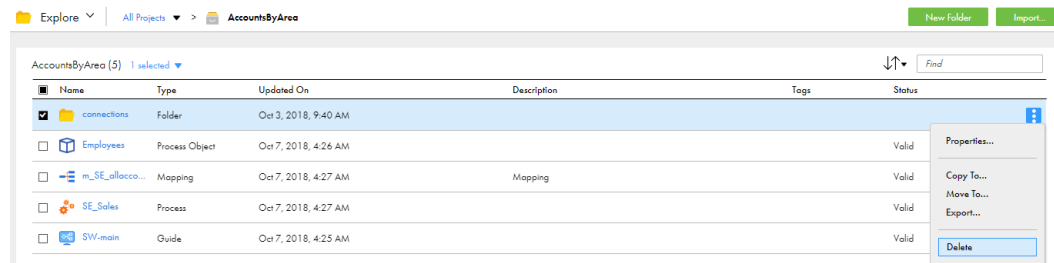 Explore All Projects > AccountsByArea New Folder Import...
AccountsByArea (5) 1 selected Find
Name Type Updated On Description Tags Status
connections Folder Oct 3, 2018, 9:40 AM
Employees Process Object Oct 7, 2018, 4:26 AM Valid
m_SE_allacco... Mapping Oct 7, 2018, 4:27 AM Mapping Valid
SE_Sales Process Oct 7, 2018, 4:27 AM Valid
SW-main Guide Oct 7, 2018, 4:25 AM Valid
Properties...
Copy To...
Move To...
Export...
Delete